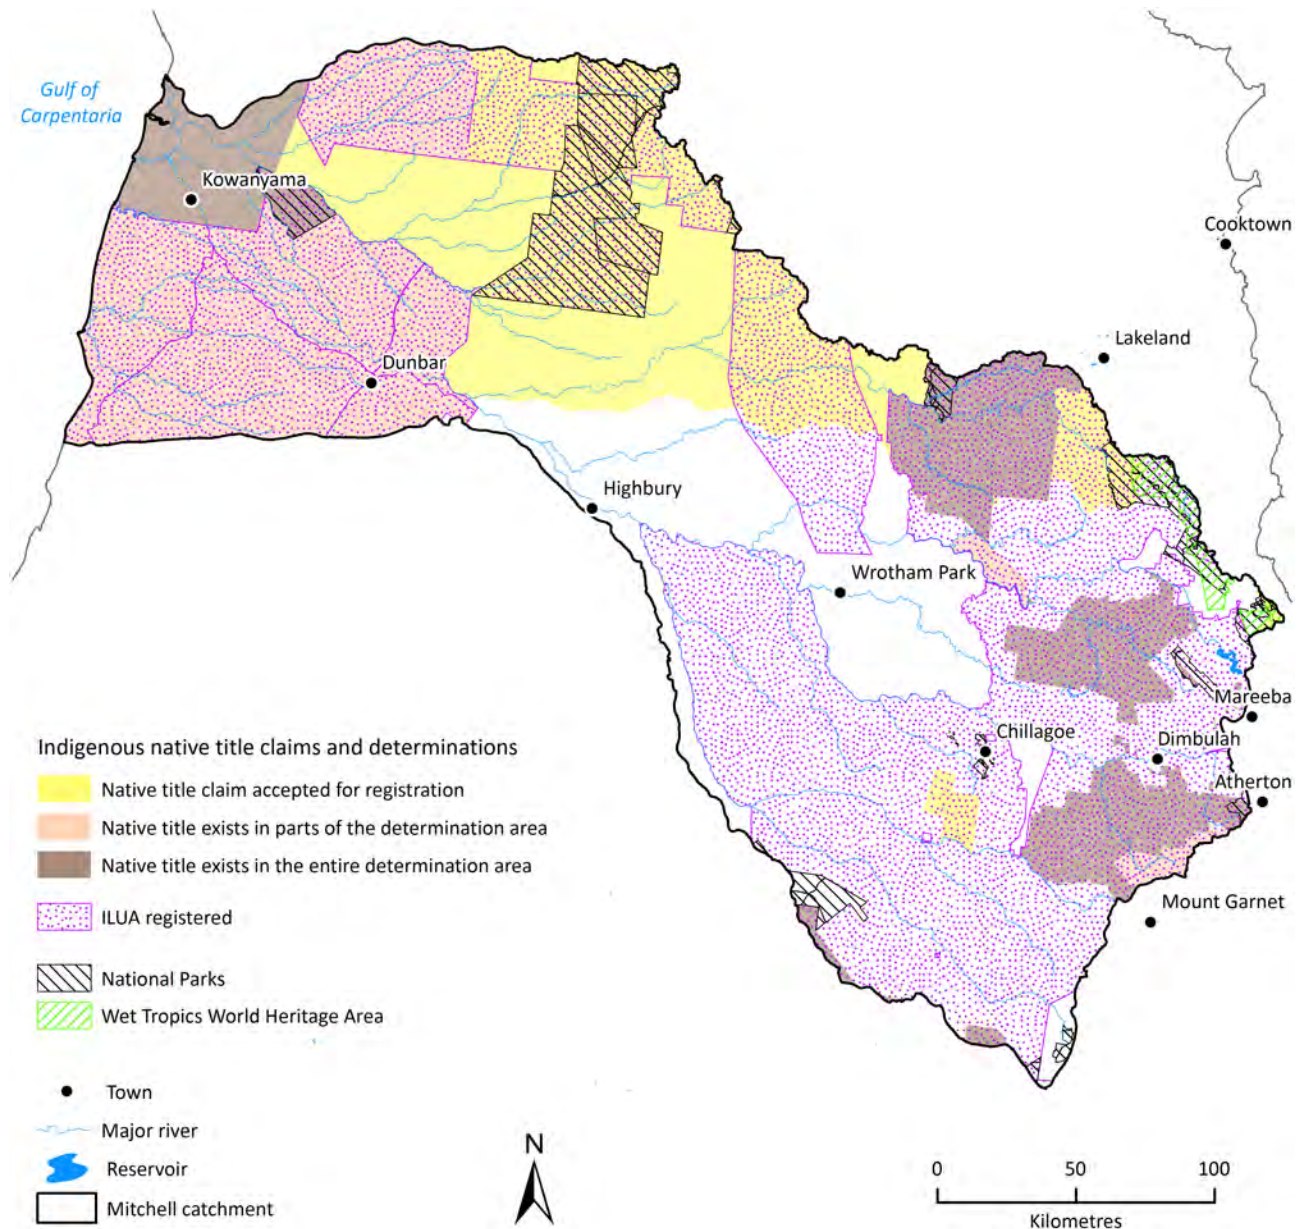 Gulf of
Carpentaria
Kowanyama
Cooktown
Lakeland
Dunbar
Highbury
Wrotham Park
Mareeba
Chillagoe
Dimbulah
Atherton
Mount Garnet
Indigenous native title claims and determinations
Native title claim accepted for registration
Native title exists in parts of the determination area
Native title exists in the entire determination area
ILUA registered
National Parks
Wet Tropics World Heritage Area
Town
Major river
Reservoir
Mitchell catchment
N
0 50 100
Kilometres